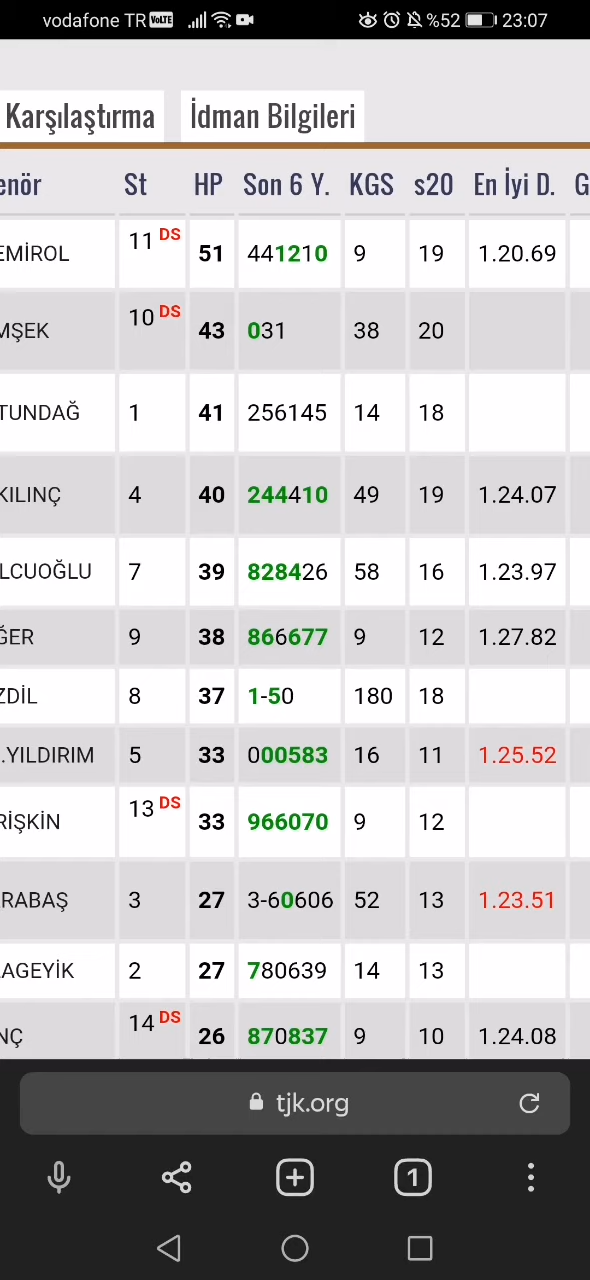 vodafone TR VoLTE %52 23:07
Karşılaştırma İdman Bilgileri
enör St HP Son 6 Y. KGS s20 En İyi D. G
EMİROL 11 DS 51 441210 9 19 1.20.69
MŞEK 10 DS 43 031 38 20
TUNDAĞ 1 41 256145 14 18
KILINÇ 4 40 244410 49 19 1.24.07
LCUOĞLU 7 39 828426 58 16 1.23.97
ĞER 9 38 866677 9 12 1.27.82
ZDİL 8 37 1-50 180 18
.YILDIRIM 5 33 000583 16 11 1.25.52
RİŞKİN 13 DS 33 966070 9 12
RABAŞ 3 27 3-60606 52 13 1.23.51
AGEYİK 2 27 780639 14 13
NÇ 14 DS 26 870837 9 10 1.24.08
tjk.org
1